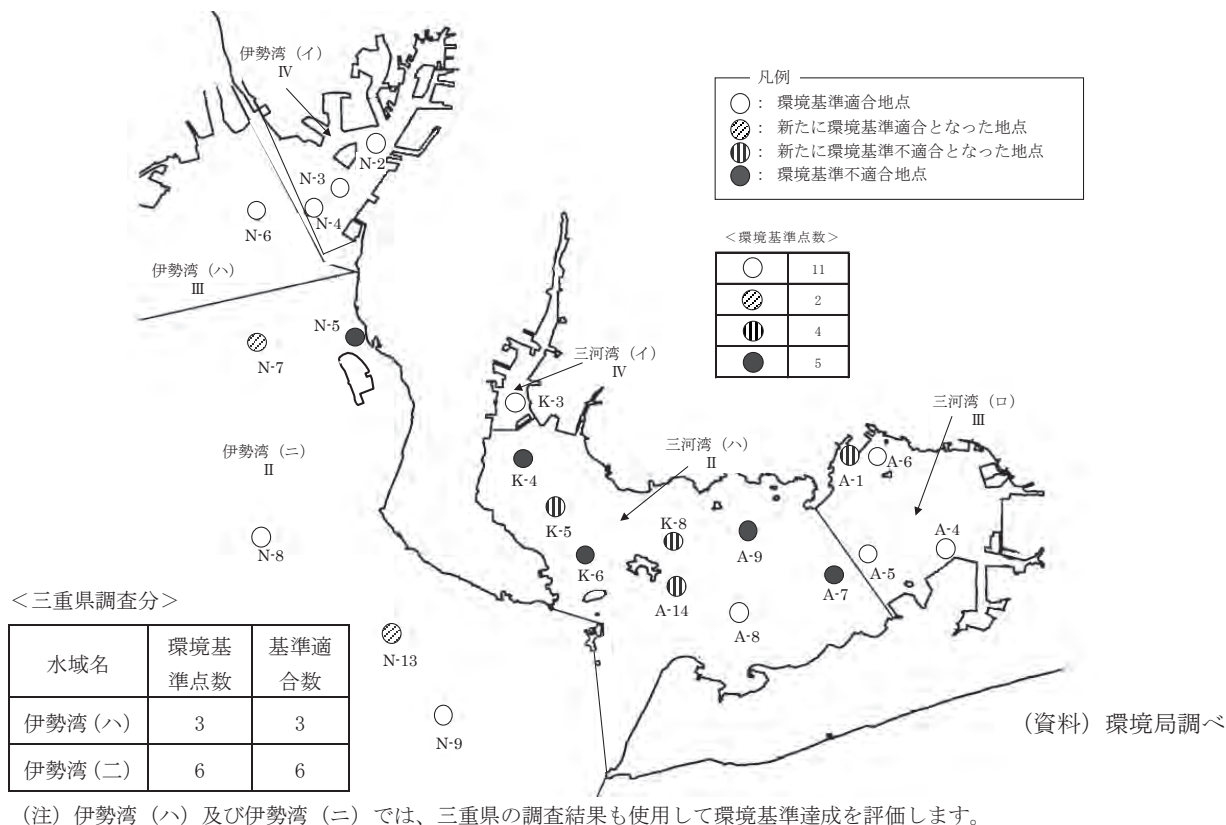 伊勢湾（イ）
Ⅳ
N-2
N-3
N-4
N-6
伊勢湾（ハ）
Ⅲ
N-5
N-7
凡例
○： 環境基準適合地点
： 新たに環境基準適合となった地点
： 新たに環境基準不適合となった地点
●： 環境基準不適合地点
＜環境基準点数＞
○ 11
2
4
● 5
三河湾（イ）
Ⅳ
K-3
三河湾（ロ）
Ⅲ
伊勢湾（ニ）
Ⅱ
三河湾（ハ）
Ⅱ
K-4
A-1
A-6
K-5
K-8
A-9
A-4
N-8
K-6
A-5
A-7
A-14
A-8
N-13
N-9
＜三重県調査分＞
水域名 環境基準点数 基準適合数
伊勢湾（ハ） 3 3
伊勢湾（二） 6 6
（資料）環境局調べ
（注）伊勢湾（ハ）及び伊勢湾（ニ）では、三重県の調査結果も使用して環境基準達成を評価します。